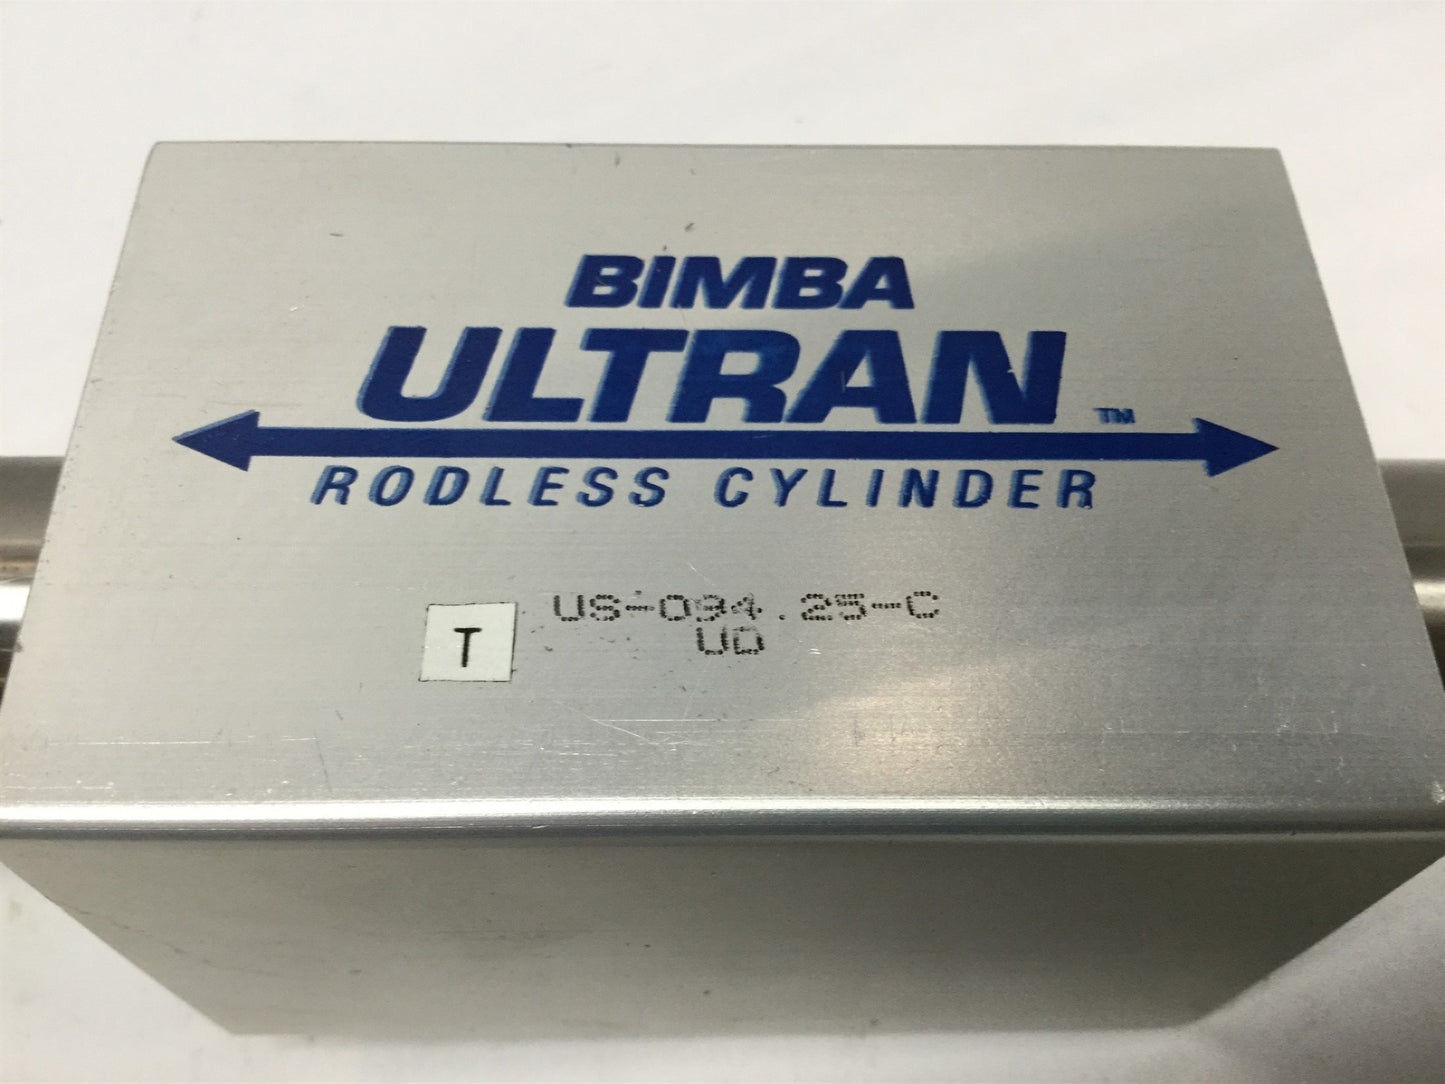 BIMBA
ULTRAN ™
RODLESS CYLINDER
T
US-094.25-C
UD